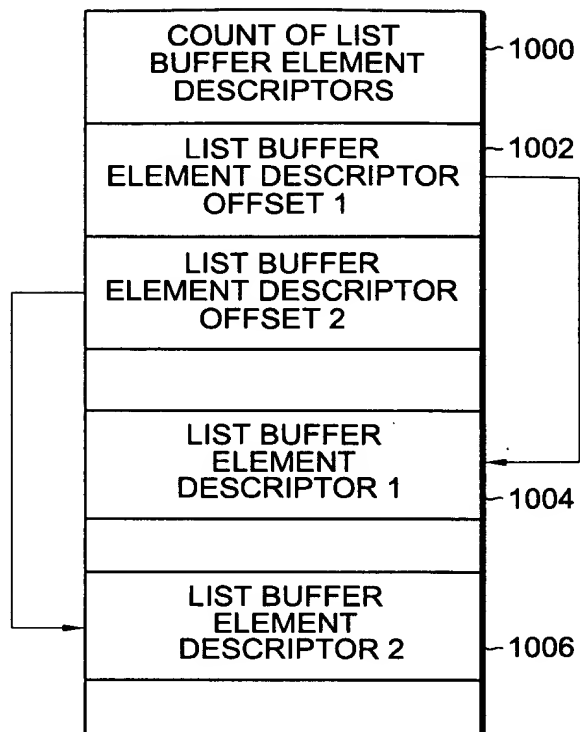 COUNT OF LIST
BUFFER ELEMENT
DESCRIPTORS
1000
LIST BUFFER
ELEMENT DESCRIPTOR
OFFSET 1
1002
LIST BUFFER
ELEMENT DESCRIPTOR
OFFSET 2
LIST BUFFER
ELEMENT
DESCRIPTOR 1
1004
LIST BUFFER
ELEMENT
DESCRIPTOR 2
1006